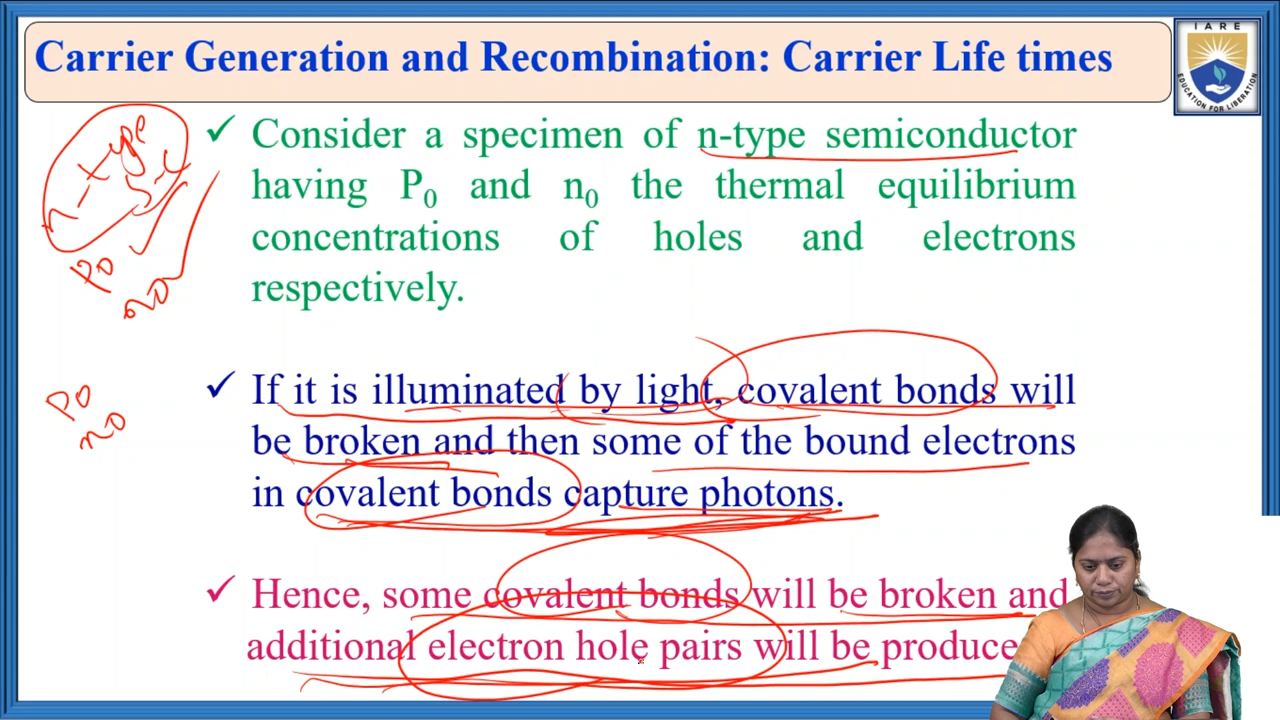 Carrier Generation and Recombination: Carrier Life times
IARE
EDUCATION FOR LIBERATION
n-type
S.C
P0
n0
✓ Consider a specimen of n-type semiconductor
having P₀ and n₀ the thermal equilibrium
concentrations of holes and electrons
respectively.
P0
n0
✓ If it is illuminated by light, covalent bonds will
be broken and then some of the bound electrons
in covalent bonds capture photons.
✓ Hence, some covalent bonds will be broken and
additional electron hole pairs will be produce